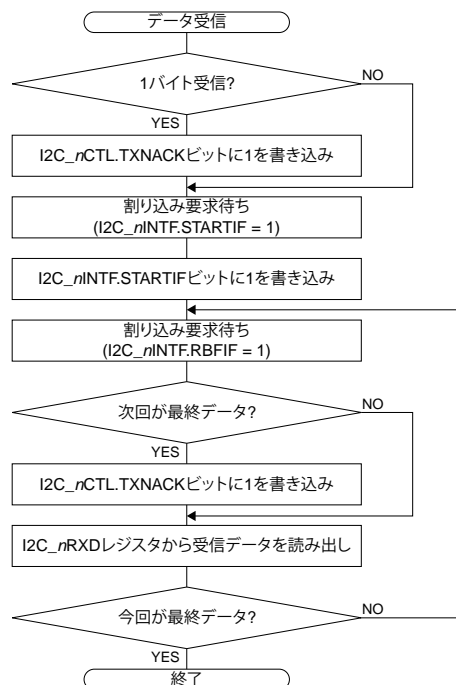 データ受信
1バイト受信?
NO
YES
I2C_nCTL.TXNACKビットに1を書き込み
割り込み要求待ち
(I2C_nINTF.STARTIF = 1)
I2C_nINTF.STARTIFビットに1を書き込み
割り込み要求待ち
(I2C_nINTF.RBFIF = 1)
次回が最終データ?
NO
YES
I2C_nCTL.TXNACKビットに1を書き込み
I2C_nRXDレジスタから受信データを読み出し
今回が最終データ?
NO
YES
終了